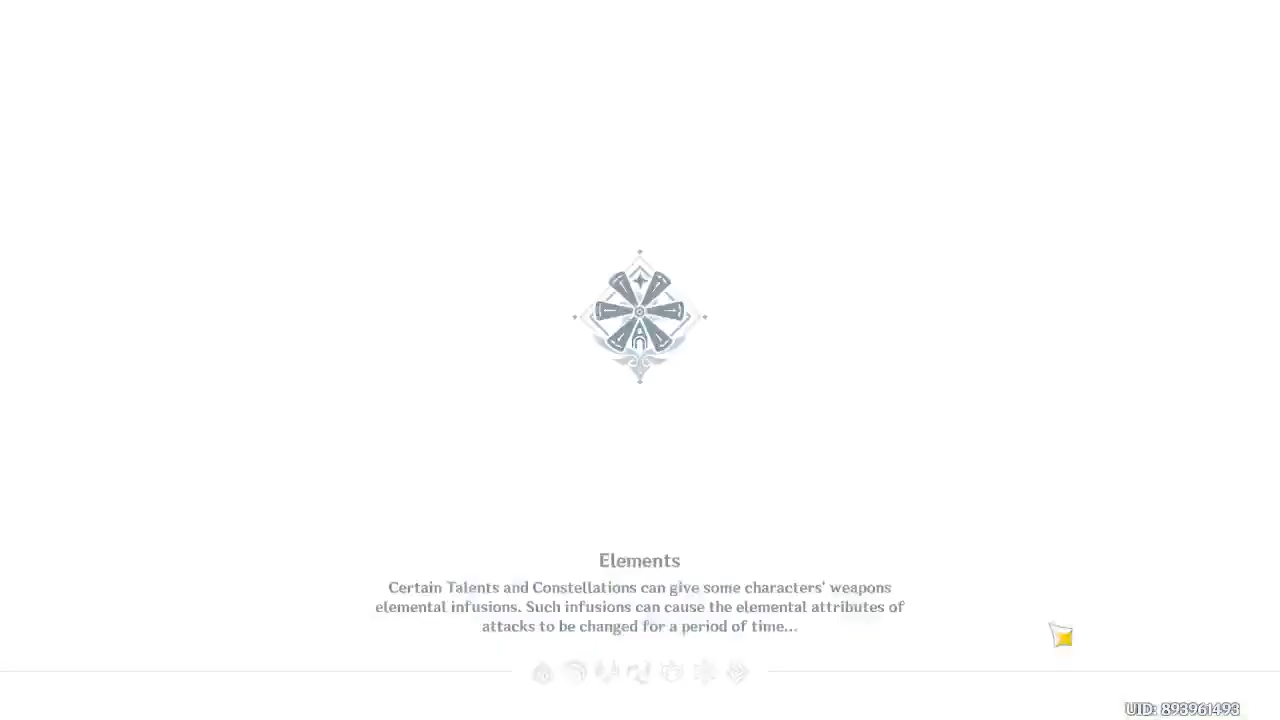 Elements
Certain Talents and Constellations can give some characters' weapons
elemental infusions. Such infusions can cause the elemental attributes of
attacks to be changed for a period of time...
UID: 893961493